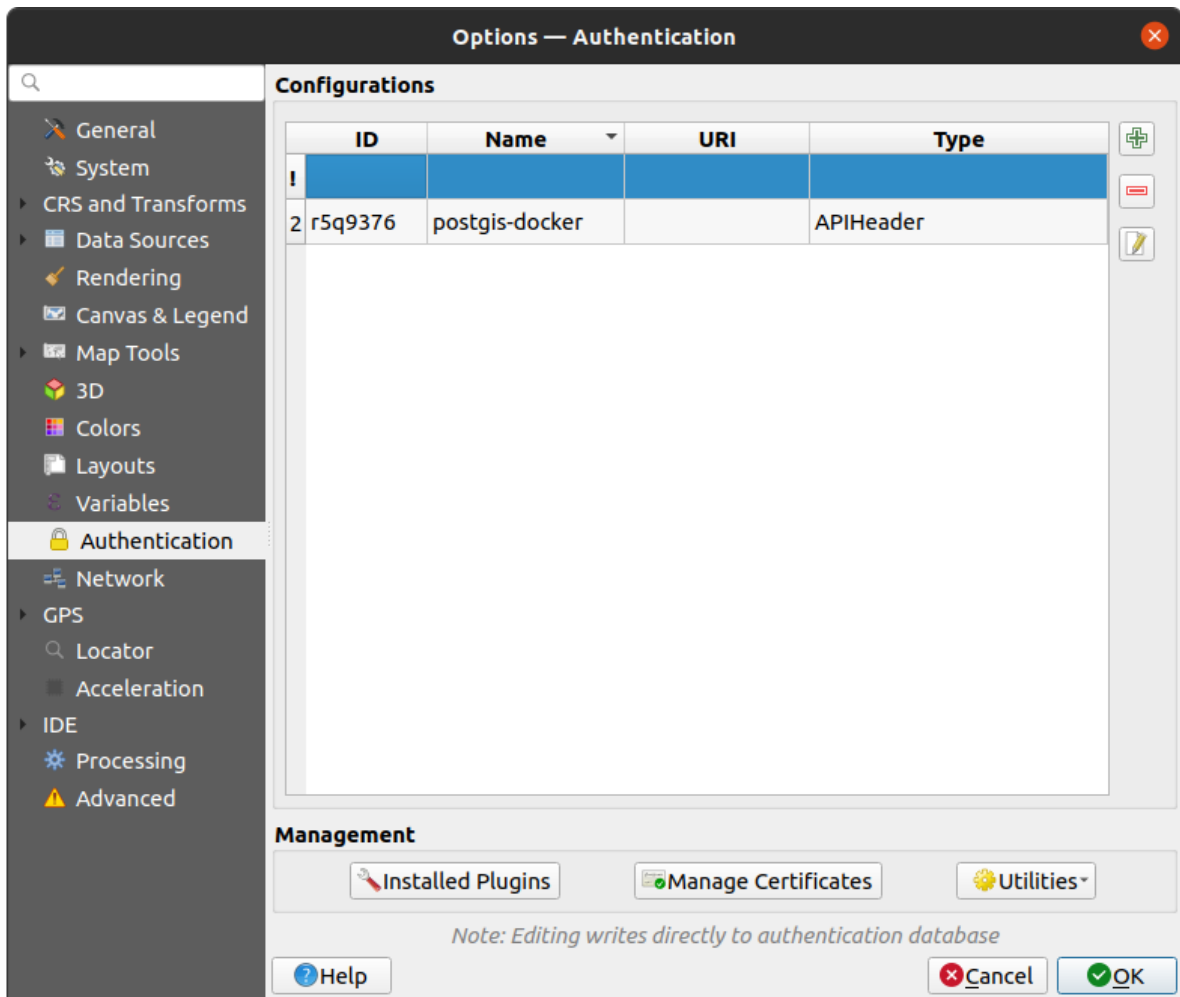 Options — Authentication
Configurations
General
System
CRS and Transforms
Data Sources
Rendering
Canvas & Legend
Map Tools
3D
Colors
Layouts
Variables
Authentication
Network
GPS
Locator
Acceleration
IDE
Processing
Advanced
ID Name URI Type
!
2 r5q9376 postgis-docker APIHeader
Management
Installed Plugins Manage Certificates Utilities
Note: Editing writes directly to authentication database
Help Cancel OK